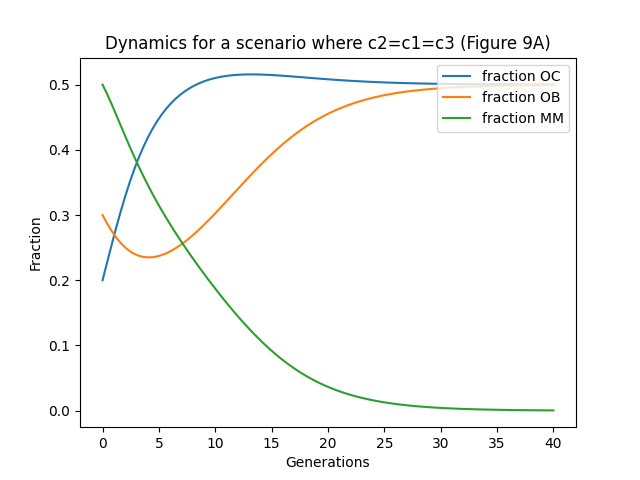 Dynamics for a scenario where c2=c1=c3 (Figure 9A)
fraction OC
fraction OB
fraction MM
Fraction
0.5
0.4
0.3
0.2
0.1
0.0
0 5 10 15 20 25 30 35 40
Generations